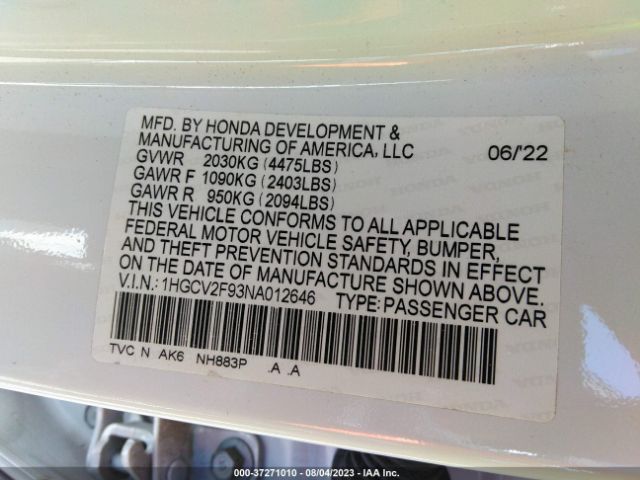 MFD. BY HONDA DEVELOPMENT &
MANUFACTURING OF AMERICA, LLC 06/'22
GVWR 2030KG (4475LBS)
GAWR F 1090KG (2403LBS)
GAWR R 950KG (2094LBS)
THIS VEHICLE CONFORMS TO ALL APPLICABLE
FEDERAL MOTOR VEHICLE SAFETY, BUMPER,
AND THEFT PREVENTION STANDARDS IN EFFECT
ON THE DATE OF MANUFACTURE SHOWN ABOVE.
V.I.N.: 1HGCV2F93NA012646 TYPE: PASSENGER CAR
TVC N AK6 NH883P .A .A
000-37271010 - 08/04/2023 - IAA Inc.